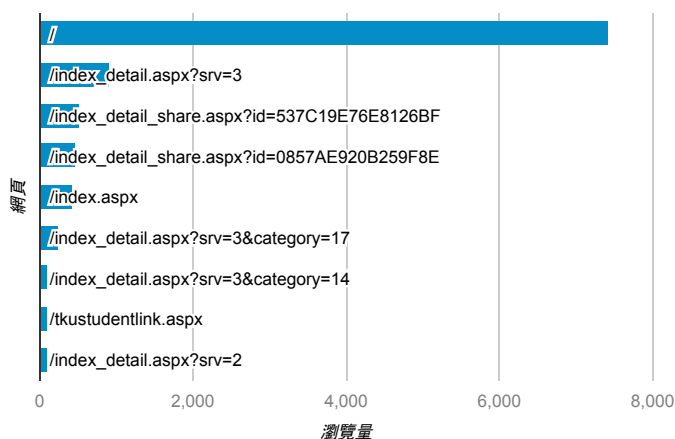 /
/index_detail.aspx?srv=3
/index_detail_share.aspx?id=537C19E76E8126BF
/index_detail_share.aspx?id=0857AE920B259F8E
/index.aspx
/index_detail.aspx?srv=3&category=17
/index_detail.aspx?srv=3&category=14
/tkustudentlink.aspx
/index_detail.aspx?srv=2
網頁
0
2,000
4,000
6,000
8,000
瀏覽量